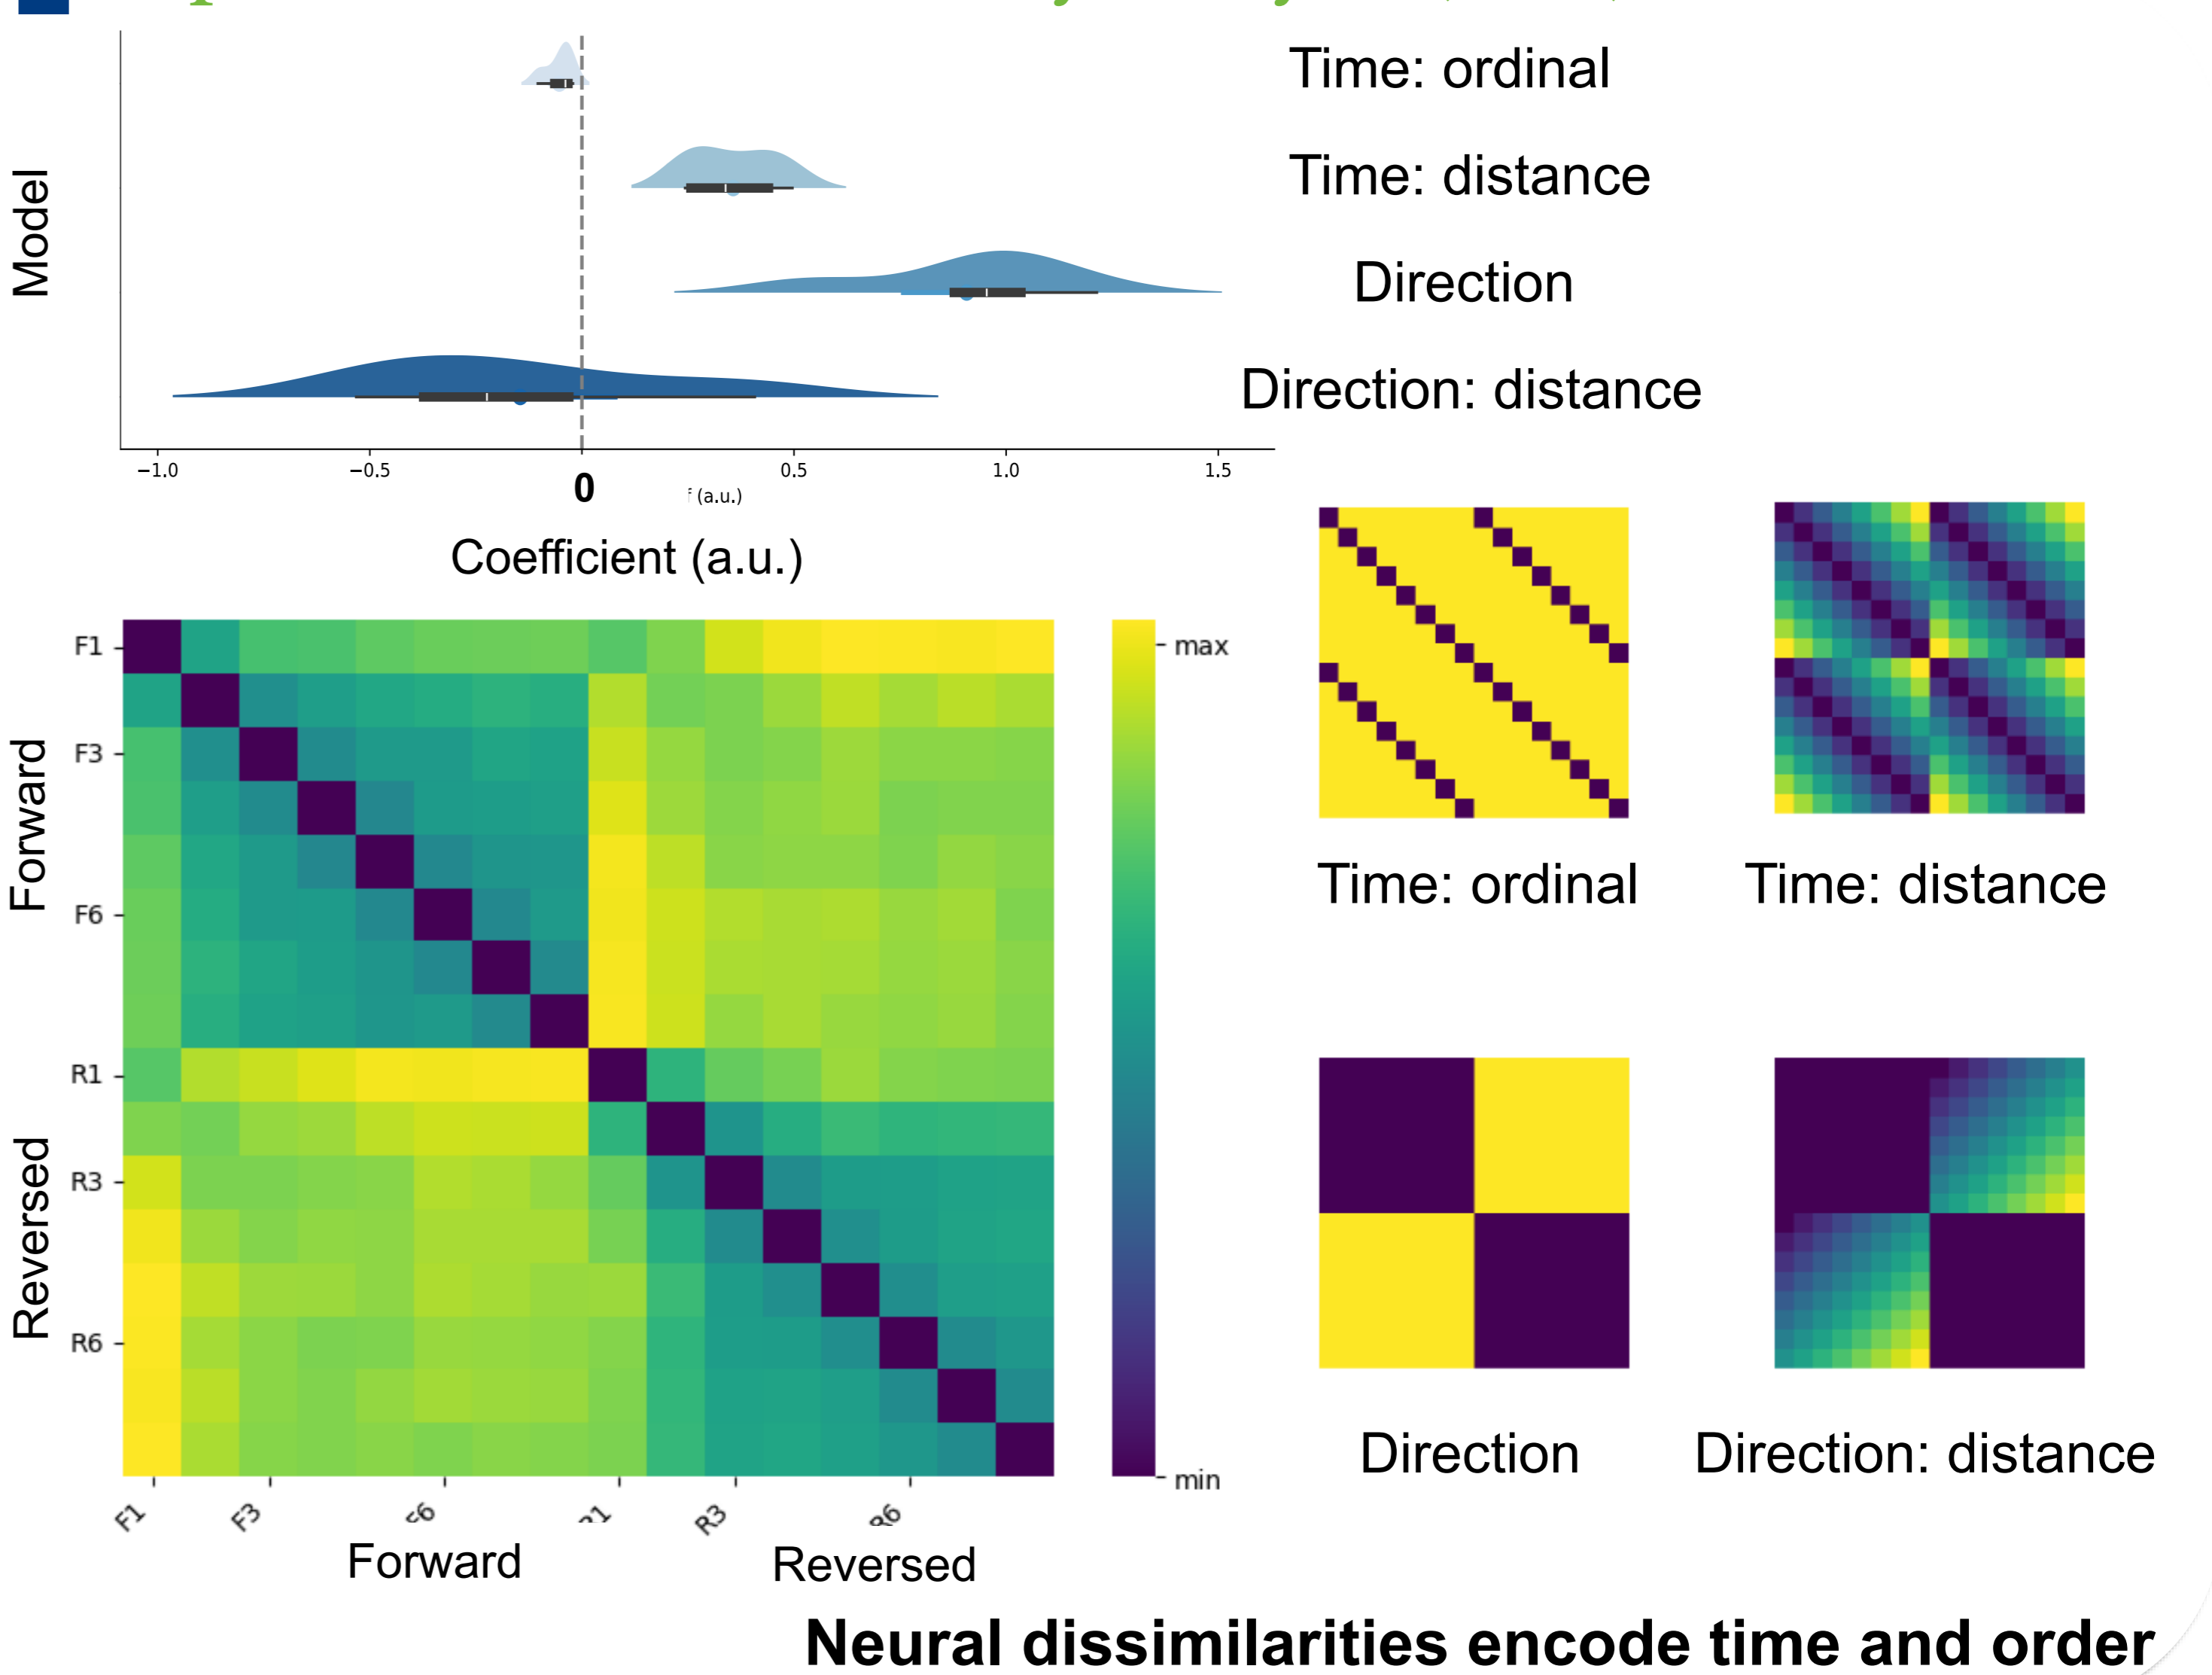 Time: ordinal
Time: distance
Direction
Direction: distance
Model
−1.0
−0.5
0
0.5
1.0
1.5
(a.u.)
Coefficient (a.u.)
F1
F3
F6
R1
R3
R6
Forward
Reversed
max
min
F1
F3
R3
Forward
Reversed
Time: ordinal
Time: distance
Direction
Direction: distance
Neural dissimilarities encode time and order